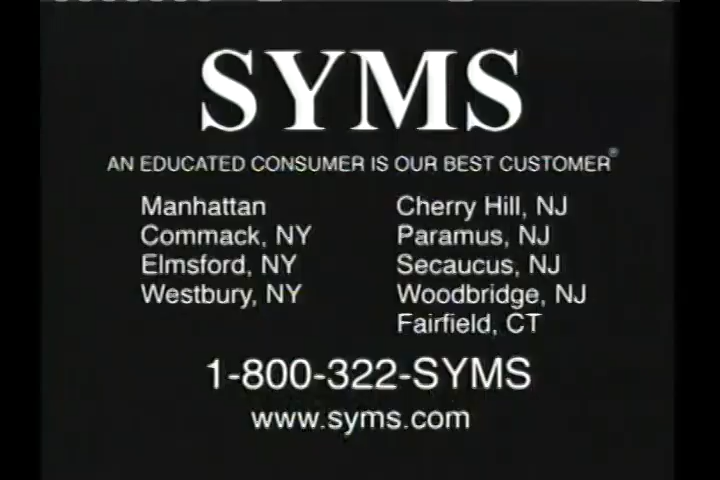 SYMS
AN EDUCATED CONSUMER IS OUR BEST CUSTOMER®
Manhattan
Commack, NY
Elmsford, NY
Westbury, NY
Cherry Hill, NJ
Paramus, NJ
Secaucus, NJ
Woodbridge, NJ
Fairfield, CT
1-800-322-SYMS
www.syms.com